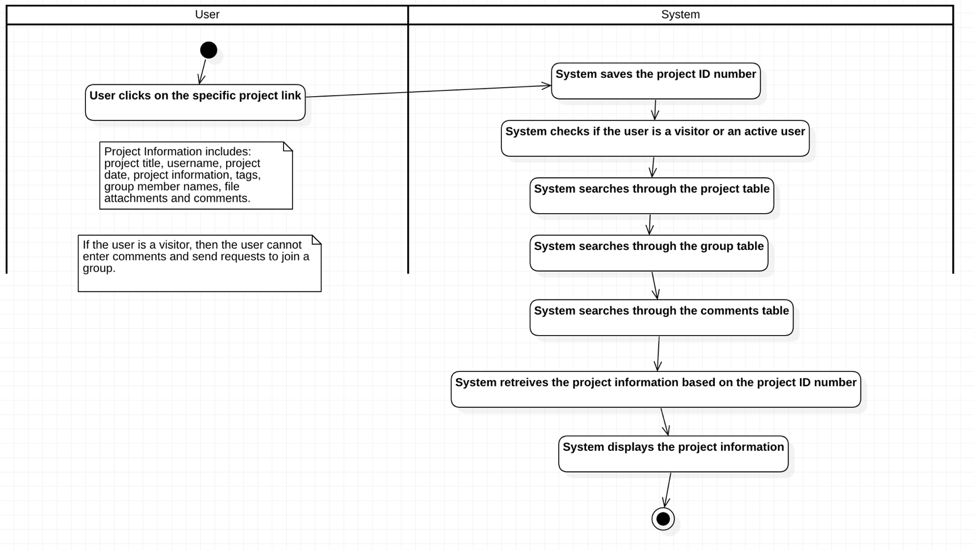 User
System
User clicks on the specific project link
System saves the project ID number
System checks if the user is a visitor or an active user
Project Information includes:
project title, username, project
date, project information, tags,
group member names, file
attachments and comments.
System searches through the project table
If the user is a visitor, then the user cannot
enter comments and send requests to join a
group.
System searches through the group table
System searches through the comments table
System retreives the project information based on the project ID number
System displays the project information